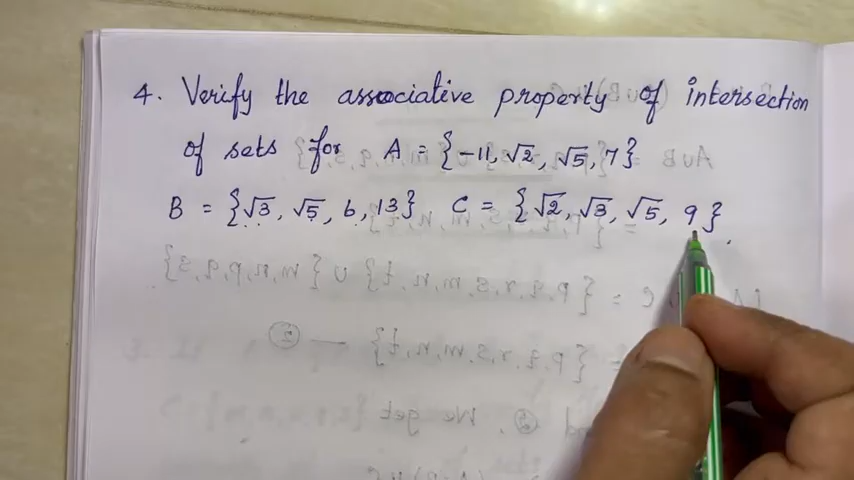 4. Verify the associative property of intersection
of sets for A = {-11, √2, √5, 7}
B = {√3, √5, 6, 13} C = {√2, √3, √5, 9}